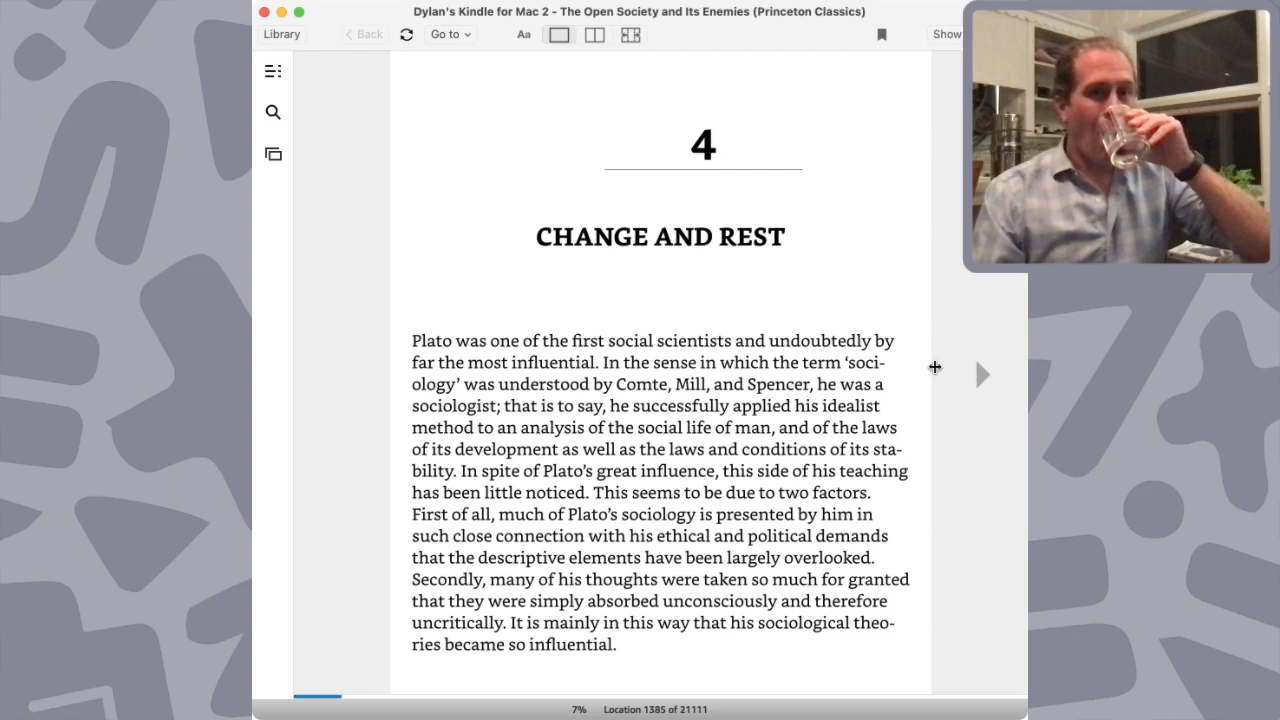 Dylan's Kindle for Mac 2 - The Open Society and Its Enemies (Princeton Classics)
Library
Back
Go to
Aa
Show
4
CHANGE AND REST
Plato was one of the first social scientists and undoubtedly by
far the most influential. In the sense in which the term ‘soci-
ology’ was understood by Comte, Mill, and Spencer, he was a
sociologist; that is to say, he successfully applied his idealist
method to an analysis of the social life of man, and of the laws
of its development as well as the laws and conditions of its sta-
bility. In spite of Plato’s great influence, this side of his teaching
has been little noticed. This seems to be due to two factors.
First of all, much of Plato’s sociology is presented by him in
such close connection with his ethical and political demands
that the descriptive elements have been largely overlooked.
Secondly, many of his thoughts were taken so much for granted
that they were simply absorbed unconsciously and therefore
uncritically. It is mainly in this way that his sociological theo-
ries became so influential.
7% Location 1385 of 21111